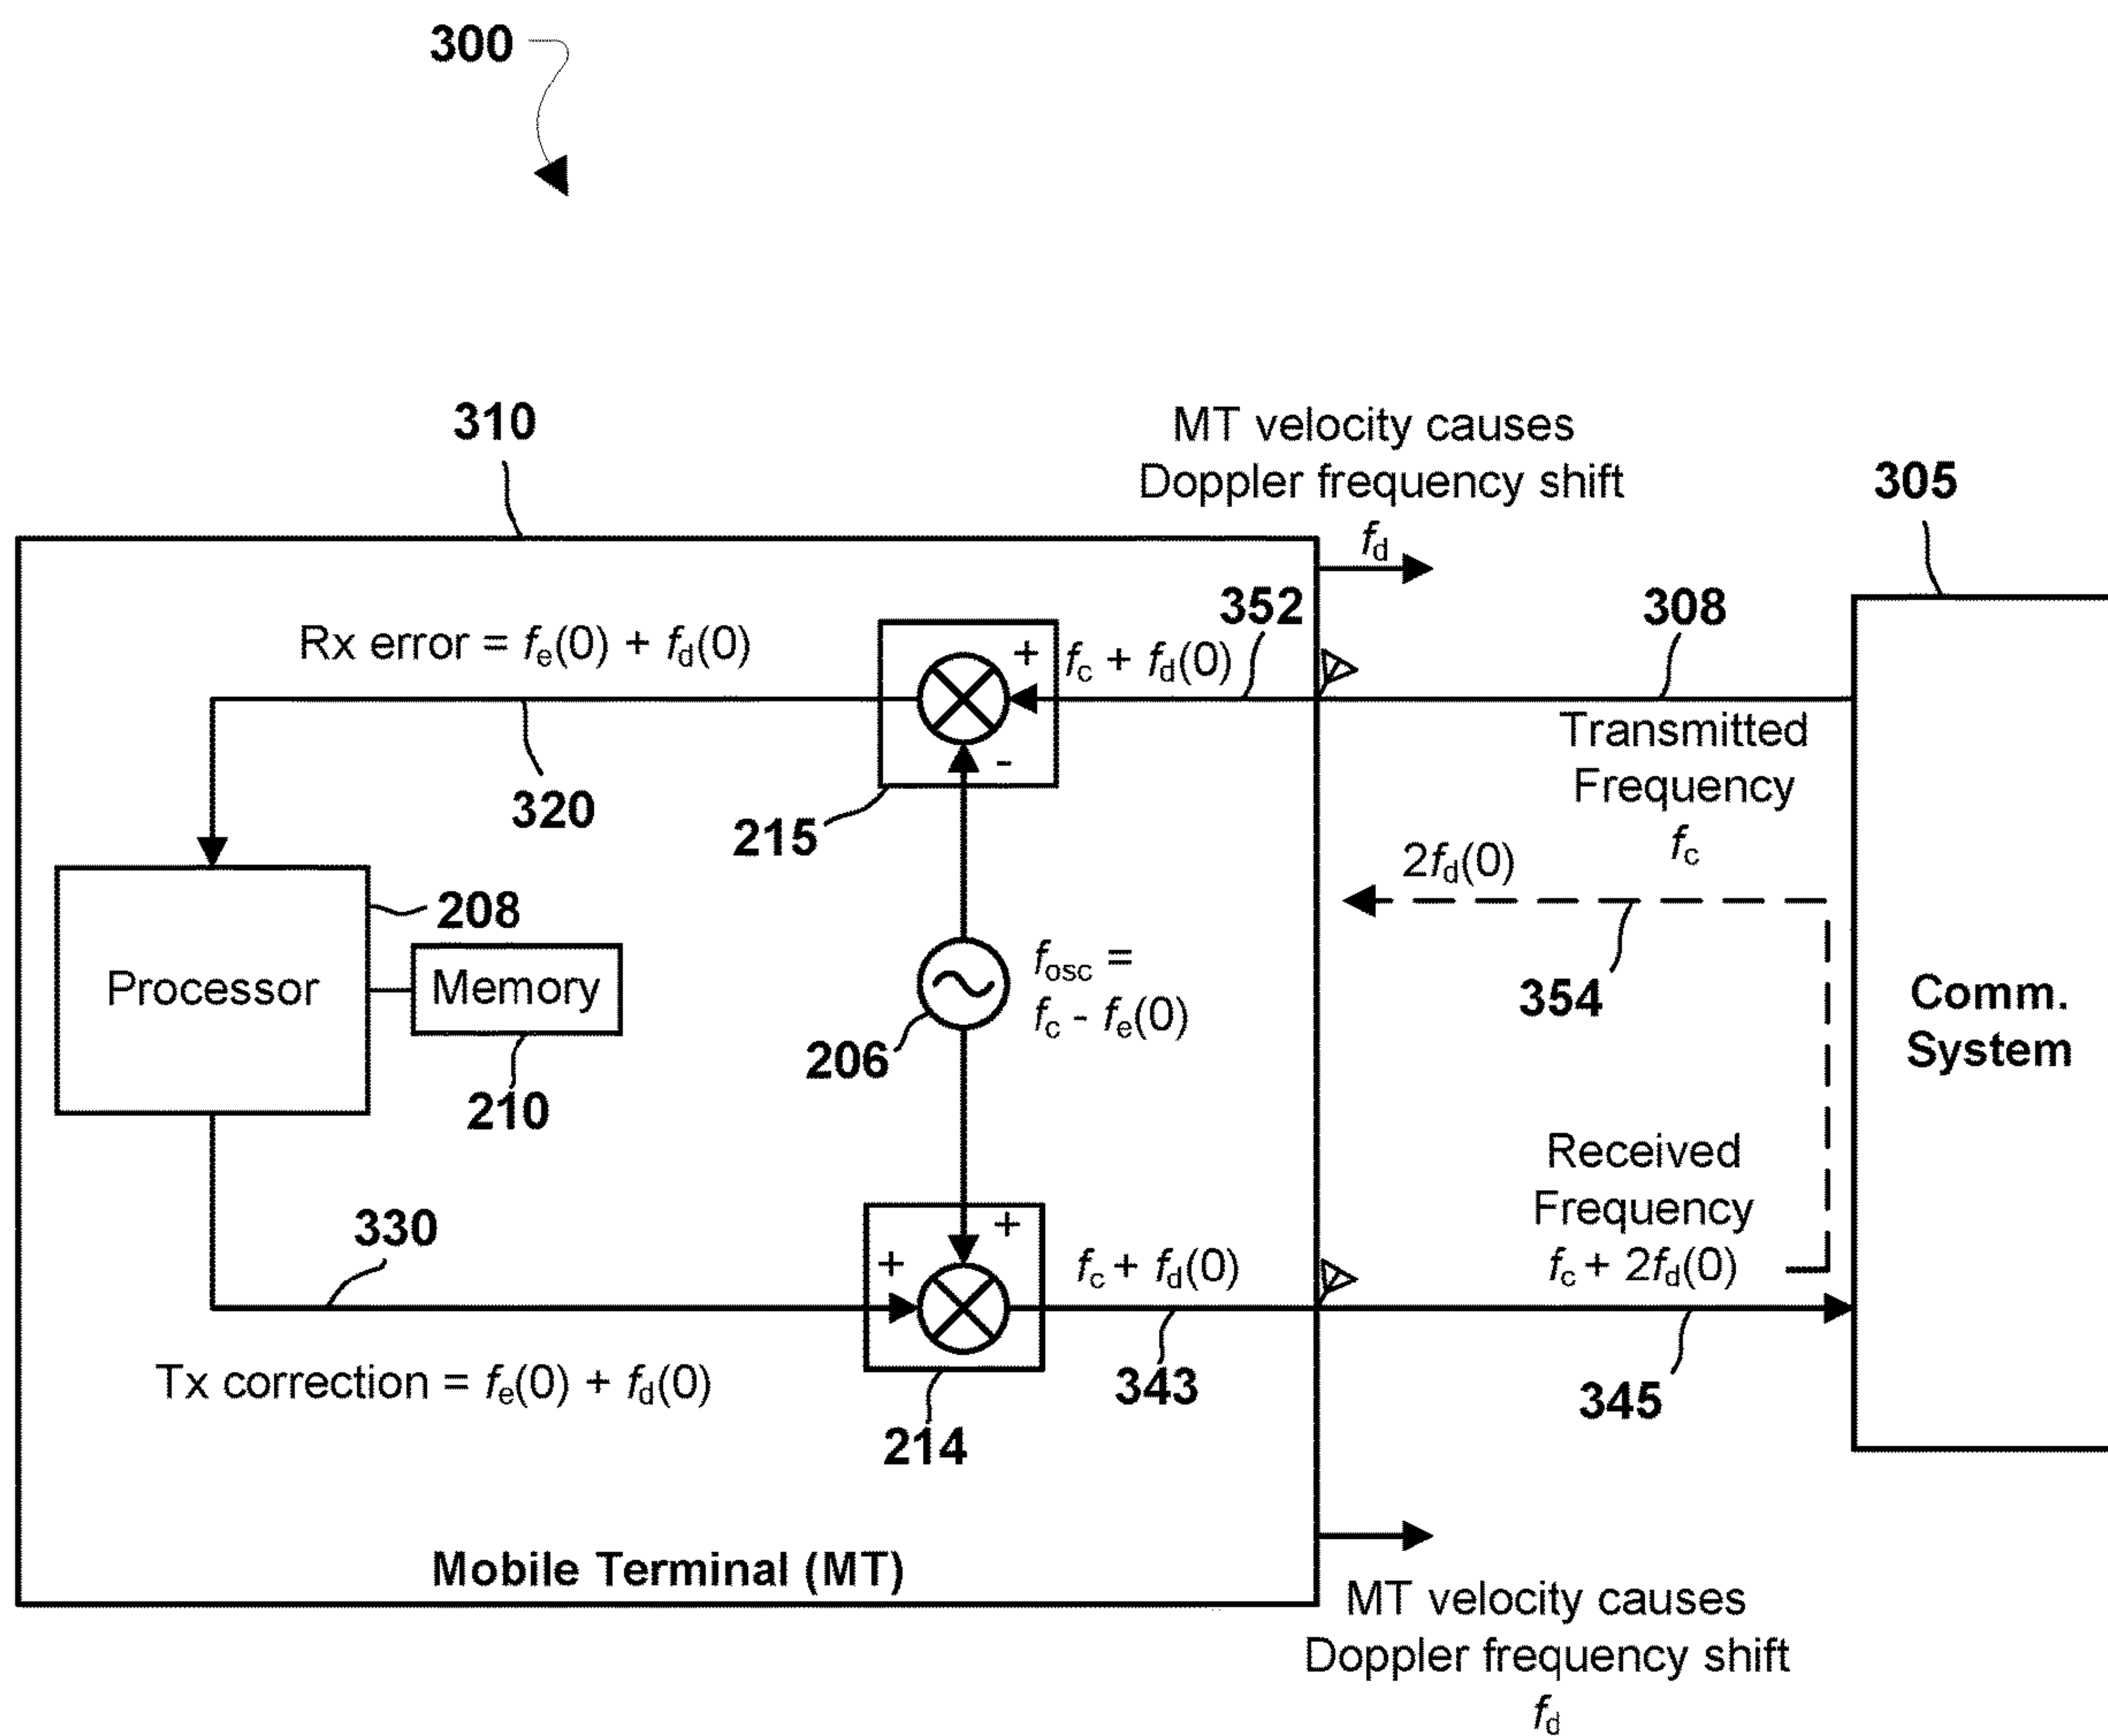 300
310
MT velocity causes
Doppler frequency shift
fd
305
352
308
Rx error = fe(0) + fd(0)
+
fc + fd(0)
Transmitted
Frequency
fc
-
320
215
2fd(0)
208
Processor
Memory
fosc =
fc - fe(0)
354
Comm.
System
206
210
Received
Frequency
fc + 2fd(0)
330
+
+
fc + fd(0)
Tx correction = fe(0) + fd(0)
343
345
214
Mobile Terminal (MT)
MT velocity causes
Doppler frequency shift
fd